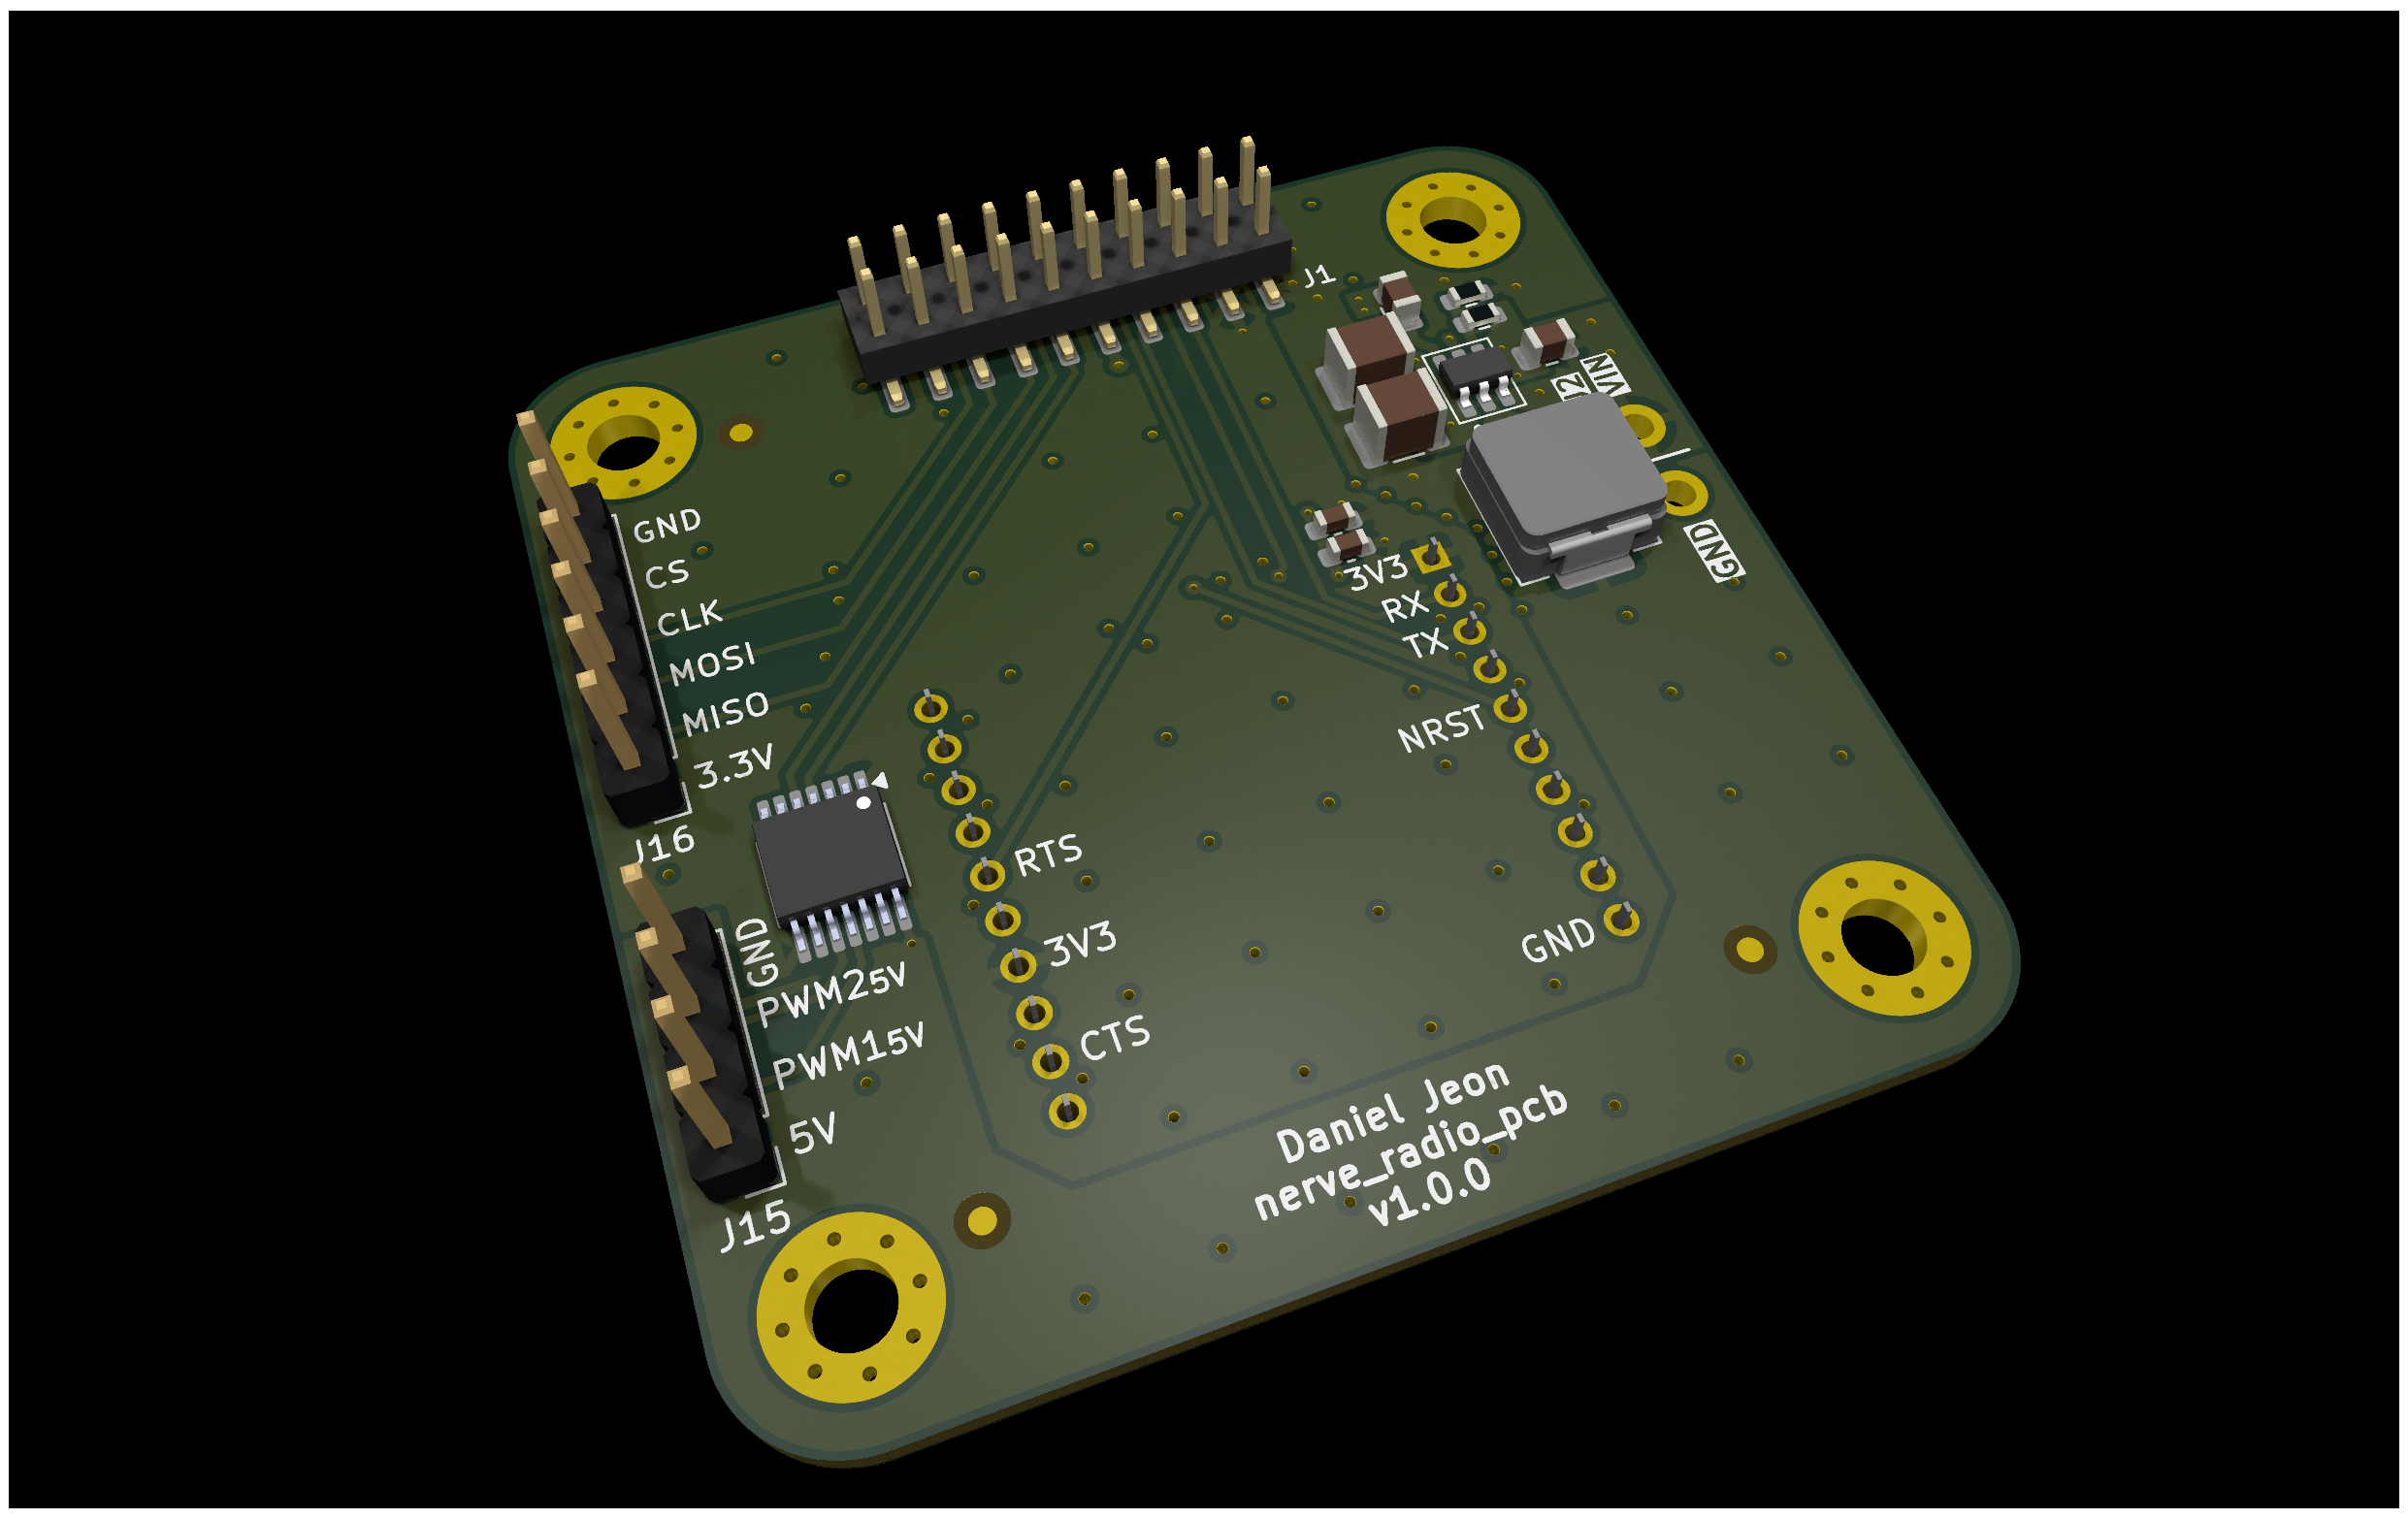 J1
VIN
J2
GND
GND
CS
CLK
MOSI
MISO
3.3V
J16
3V3
RX
TX
NRST
GND
RTS
3V3
CTS
GND
PWM25V
PWM15V
5V
J15
Daniel Jeon
nerve_radio_pcb
v1.0.0